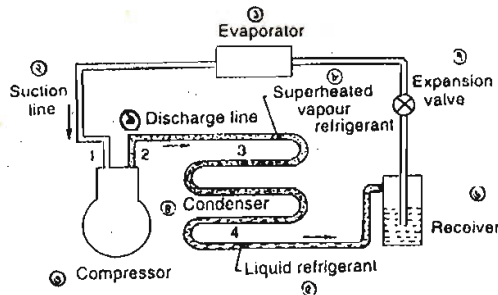 Evaporator
Suction
line
Expansion
valve
Superheated
vapour
refrigerant
Discharge line
1
2
3
Condenser
4
Receiver
Compressor
Liquid refrigerant